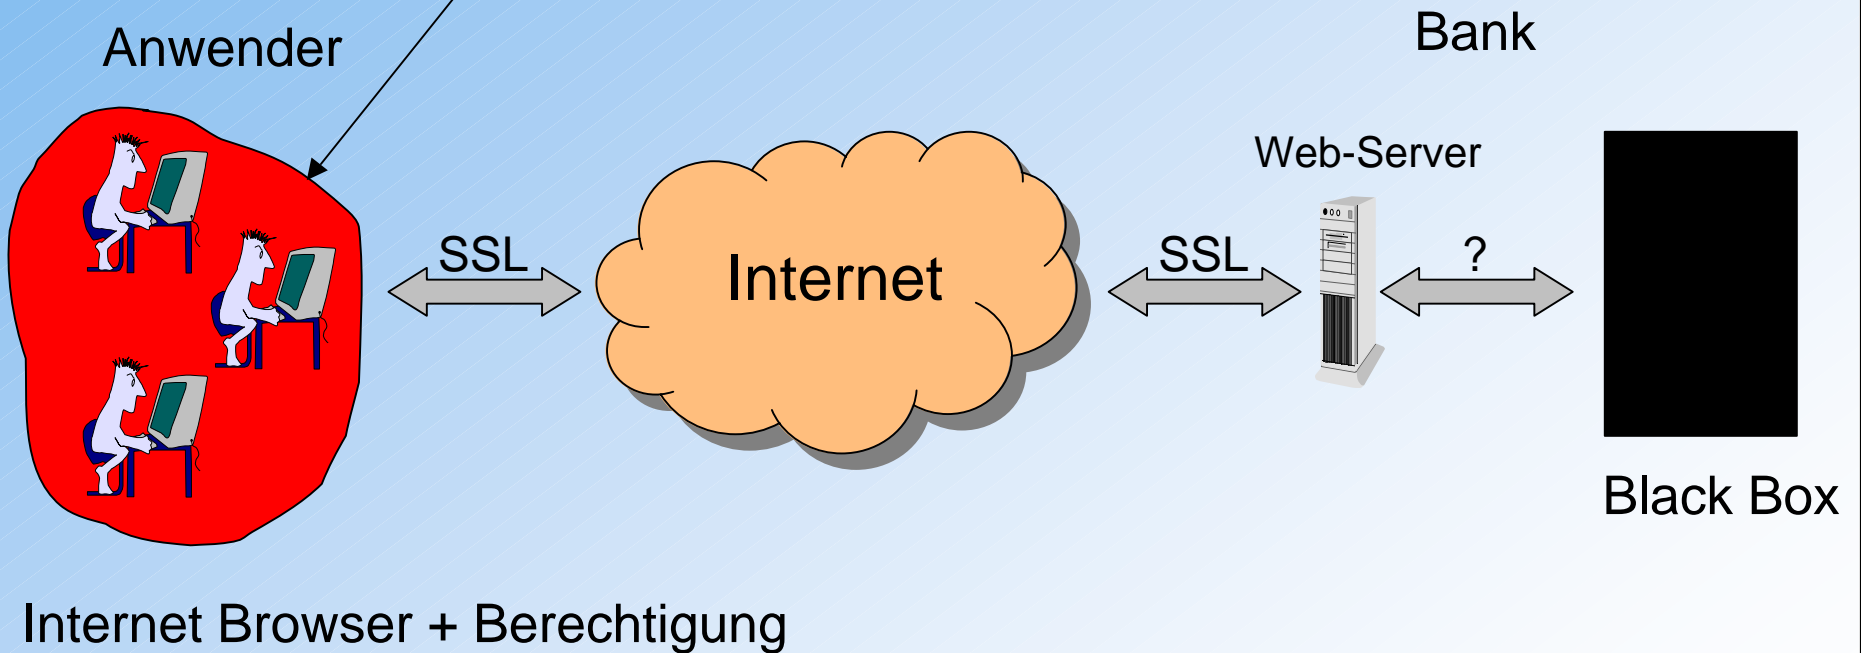 Anwender
Bank
Web-Server
SSL
Internet
SSL
?
Black Box
Internet Browser + Berechtigung